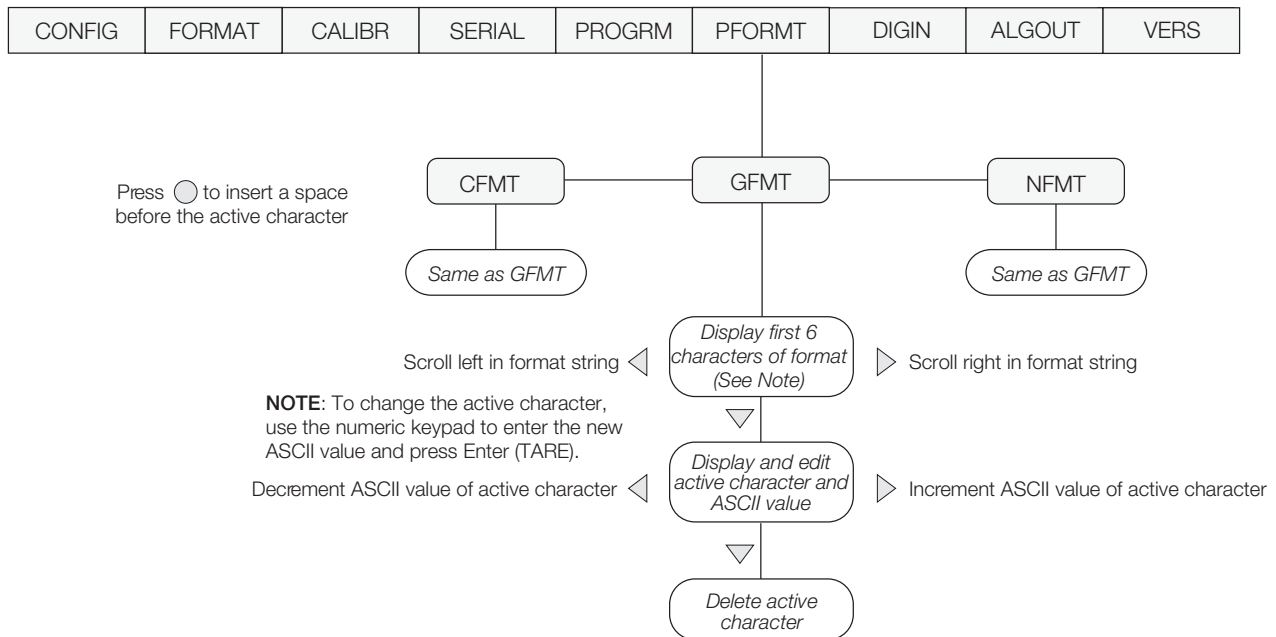 CONFIG FORMAT CALIBR SERIAL PROGRM PFORMT DIGIN ALGOUT VERS
CFMT GFMT NFMT
Press to insert a space
before the active character
Same as GFMT
Same as GFMT
Display first 6
characters of format
(See Note)
Scroll left in format string
Scroll right in format string
NOTE: To change the active character,
use the numeric keypad to enter the new
ASCII value and press Enter (TARE).
Display and edit
active character and
ASCII value
Decrement ASCII value of active character
Increment ASCII value of active character
Delete active
character